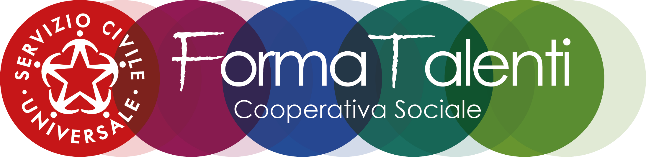 SERVIZIO CIVILE
UNIVERSALE
FormaTalenti
Cooperativa Sociale